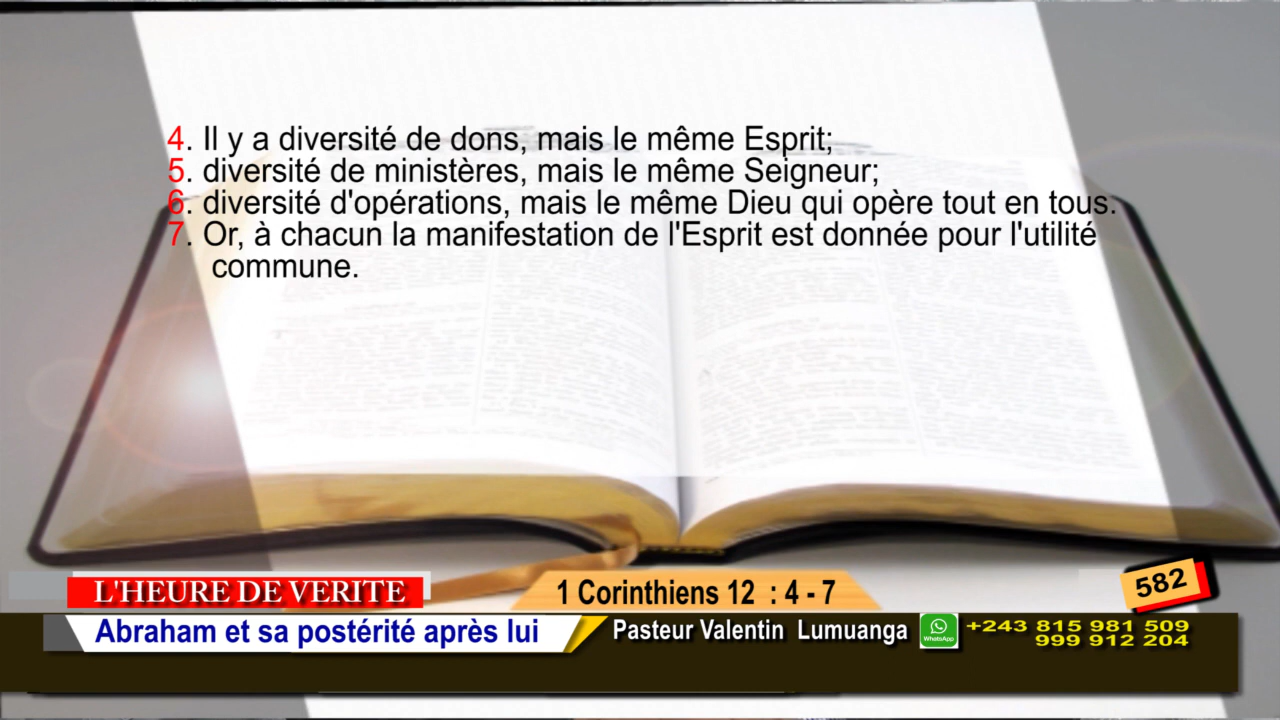 4. Il y a diversité de dons, mais le même Esprit;
5. diversité de ministères, mais le même Seigneur;
6. diversité d'opérations, mais le même Dieu qui opère tout en tous.
7. Or, à chacun la manifestation de l'Esprit est donnée pour l'utilité
commune.
L'HEURE DE VERITE
1 Corinthiens 12 : 4 - 7
582
Abraham et sa postérité après lui
Pasteur Valentin Lumuanga
WhatsApp
+243 815 981 509
999 912 204